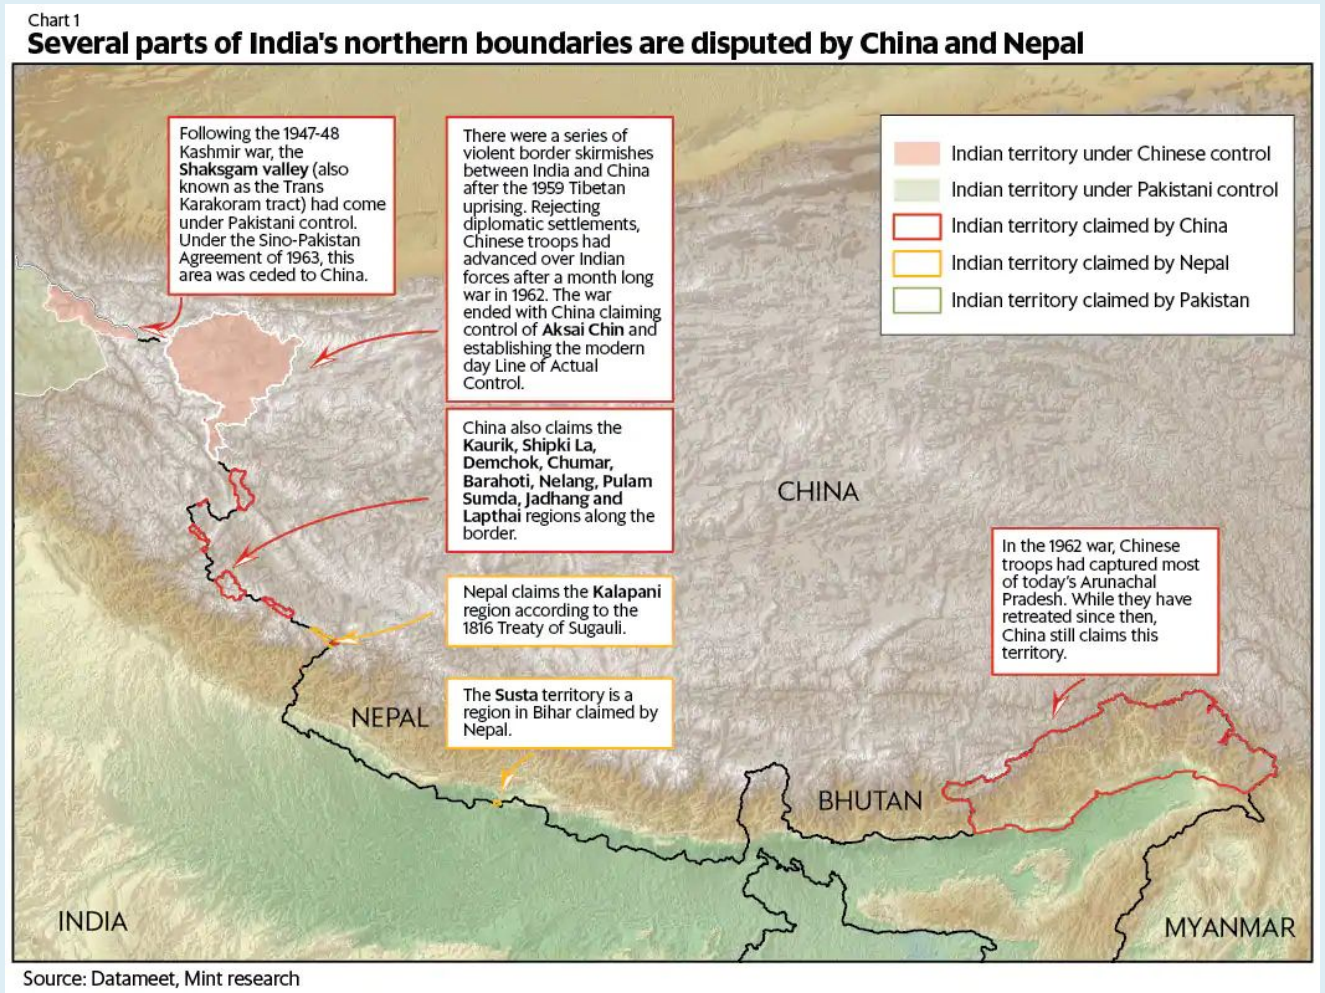 Chart 1
Several parts of India's northern boundaries are disputed by China and Nepal
Following the 1947-48
Kashmir war, the
Shaksgam valley (also
known as the Trans
Karakoram tract) had come
under Pakistani control.
Under the Sino-Pakistan
Agreement of 1963, this
area was ceded to China.
There were a series of
violent border skirmishes
between India and China
after the 1959 Tibetan
uprising. Rejecting
diplomatic settlements,
Chinese troops had
advanced over Indian
forces after a month long
war in 1962. The war
ended with China claiming
control of Aksai Chin and
establishing the modern
day Line of Actual
Control.
Indian territory under Chinese control
Indian territory under Pakistani control
Indian territory claimed by China
Indian territory claimed by Nepal
Indian territory claimed by Pakistan
China also claims the
Kaurik, Shipki La,
Demchok, Chumar,
Barahoti, Nelang, Pulam
Sumda, Jadhang and
Lapthai regions along the
border.
CHINA
In the 1962 war, Chinese
troops had captured most
of today's Arunachal
Pradesh. While they have
retreated since then,
China still claims this
territory.
Nepal claims the Kalapani
region according to the
1816 Treaty of Sugauli.
The Susta territory is a
region in Bihar claimed by
Nepal.
NEPAL
BHUTAN
INDIA
MYANMAR
Source: Datameet, Mint research